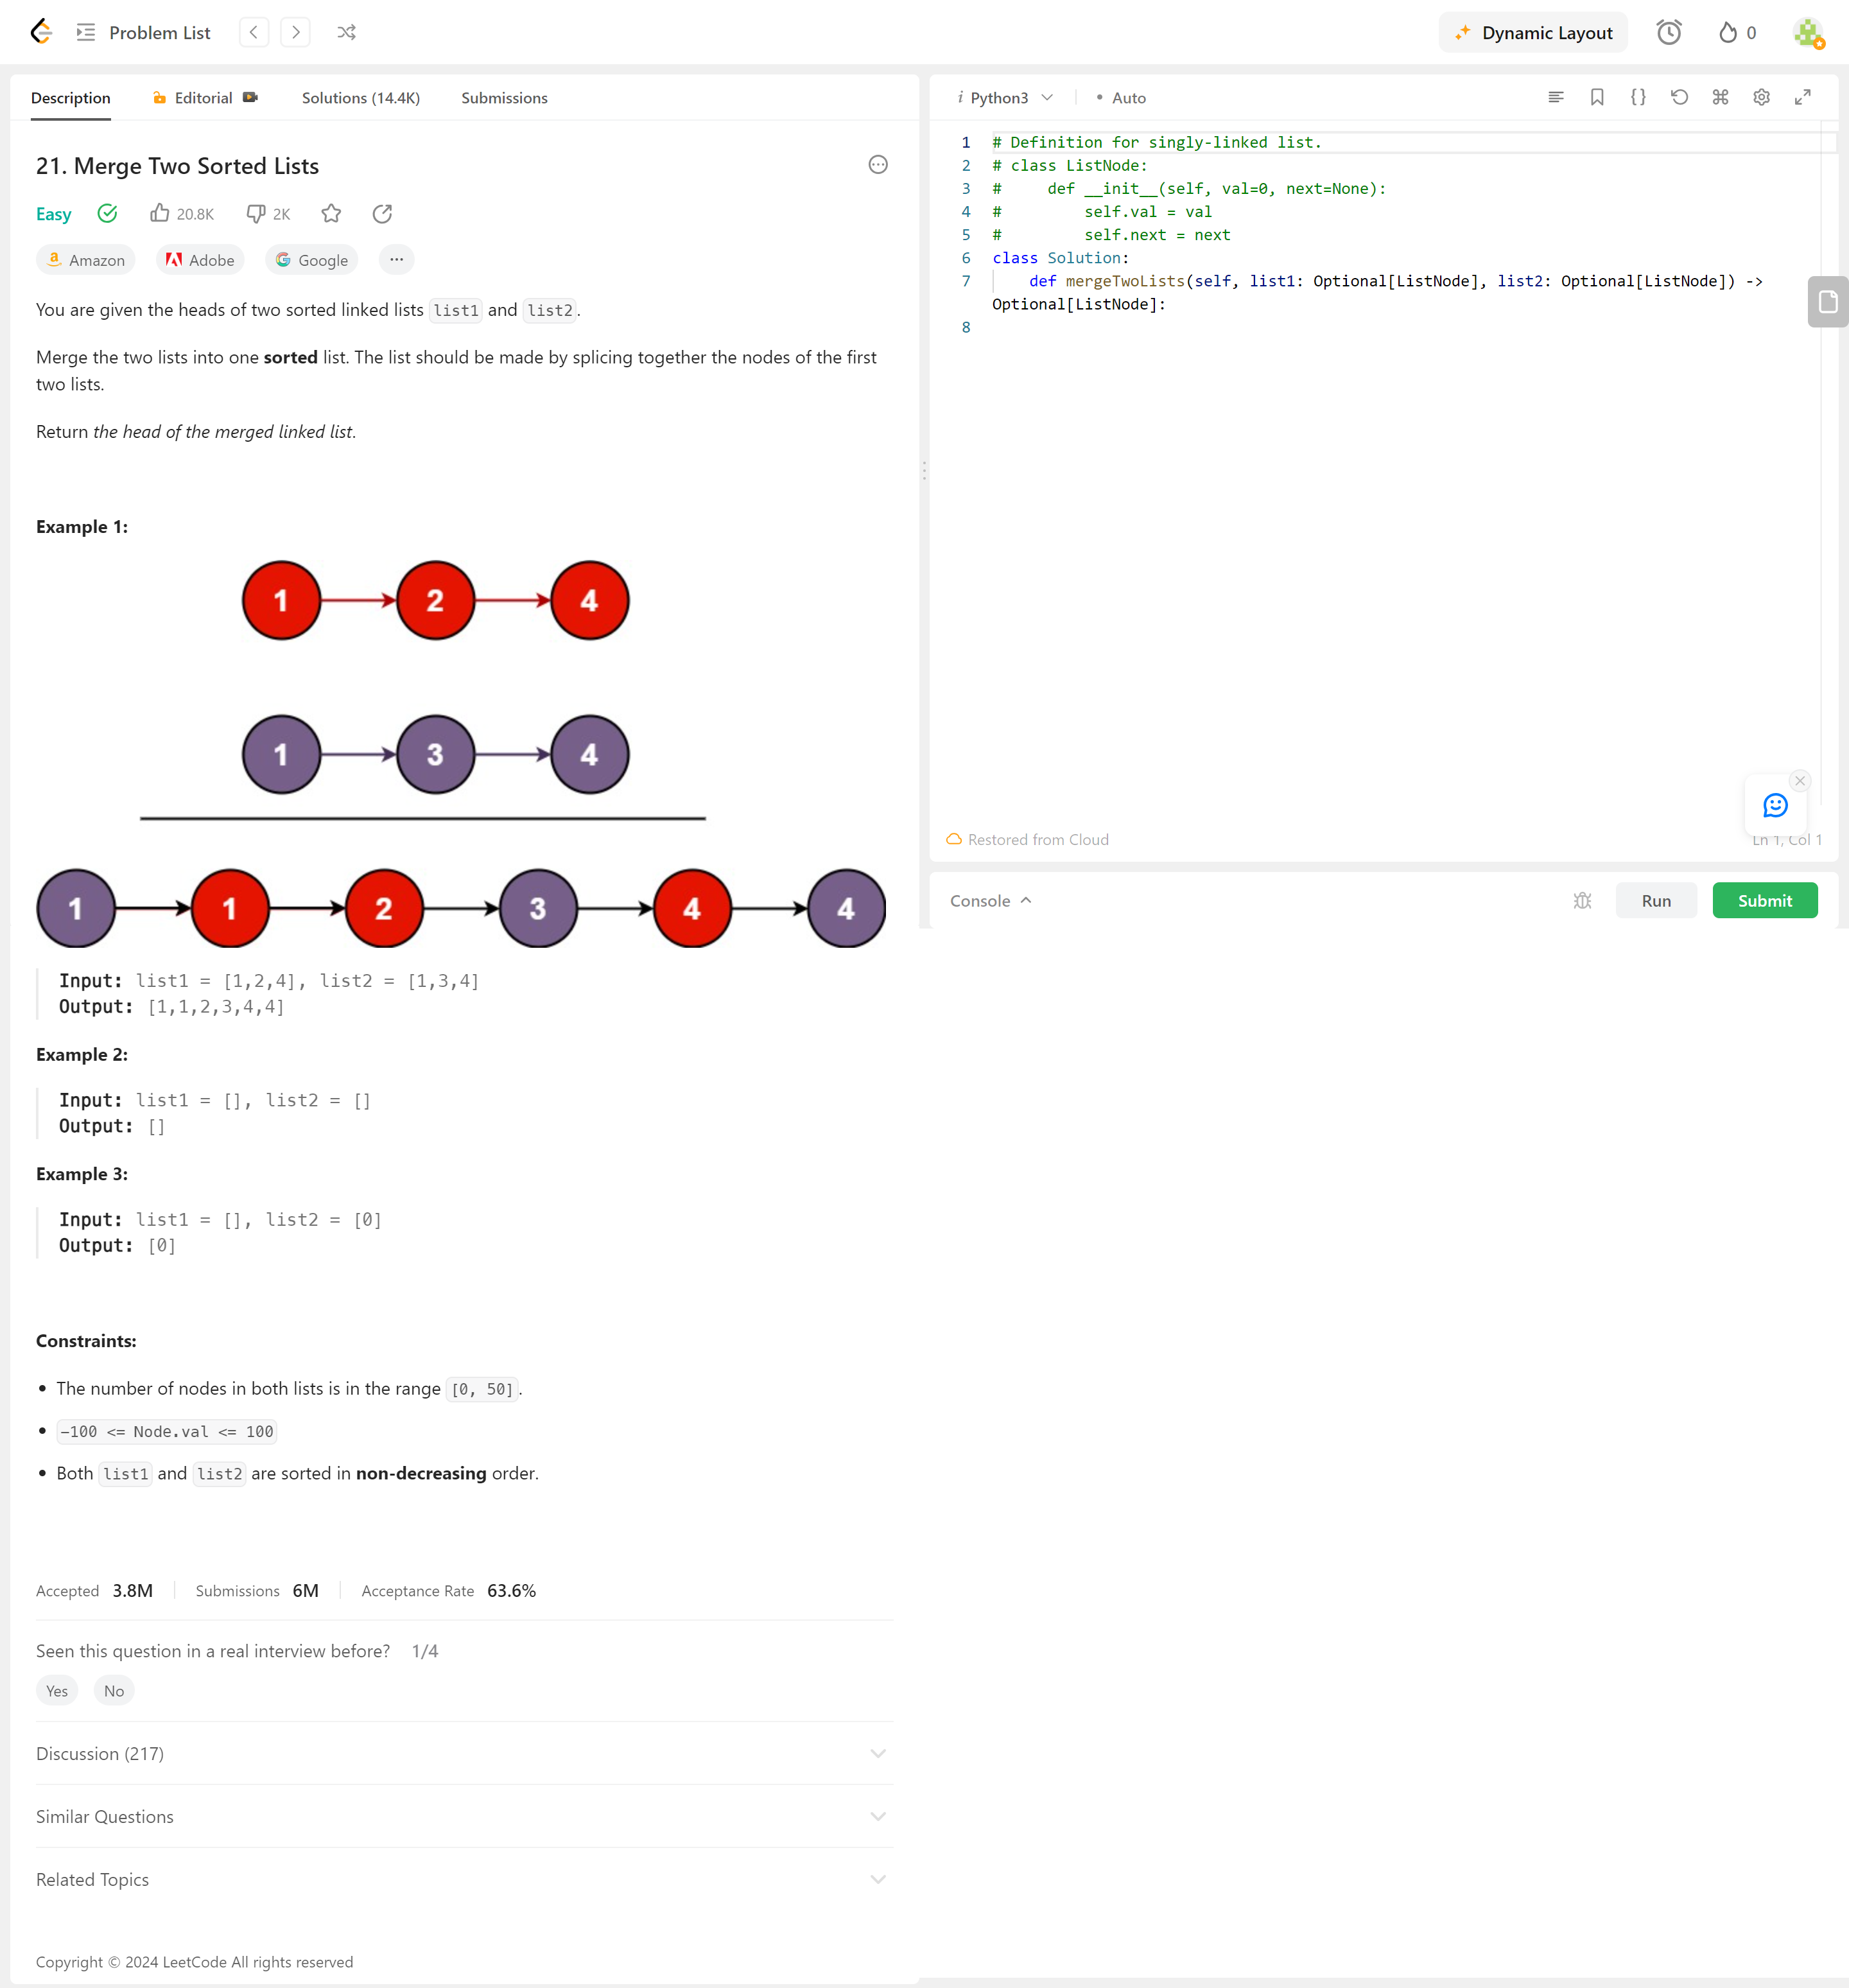 Problem List
Dynamic Layout
0
Description
Editorial
Solutions (14.4K)
Submissions
21. Merge Two Sorted Lists
Easy
20.8K
2K
Amazon
Adobe
Google
You are given the heads of two sorted linked lists list1 and list2.
Merge the two lists into one sorted list. The list should be made by splicing together the nodes of the first
two lists.
Return the head of the merged linked list.
Example 1:
1 2 4
1 3 4
1 1 2 3 4 4
Input: list1 = [1,2,4], list2 = [1,3,4]
Output: [1,1,2,3,4,4]
Example 2:
Input: list1 = [], list2 = []
Output: []
Example 3:
Input: list1 = [], list2 = [0]
Output: [0]
Constraints:
• The number of nodes in both lists is in the range [0, 50].
• -100 <= Node.val <= 100
• Both list1 and list2 are sorted in non-decreasing order.
Accepted 3.8M
Submissions 6M
Acceptance Rate 63.6%
Seen this question in a real interview before? 1/4
Yes
No
Discussion (217)
Similar Questions
Related Topics
Copyright © 2024 LeetCode All rights reserved
i Python3
• Auto
1 # Definition for singly-linked list.
2 # class ListNode:
3 #     def __init__(self, val=0, next=None):
4 #         self.val = val
5 #         self.next = next
6 class Solution:
7     def mergeTwoLists(self, list1: Optional[ListNode], list2: Optional[ListNode]) ->
Optional[ListNode]:
8
Restored from Cloud
Ln 1, Col 1
Console
Run
Submit